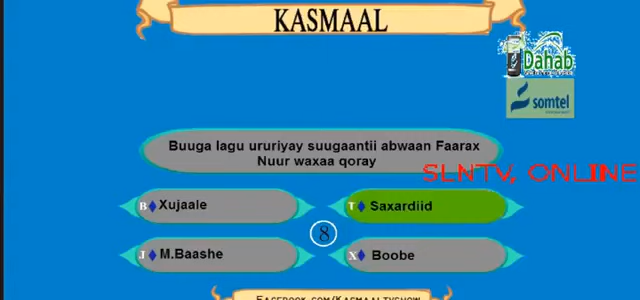 KASMAAL
Dahab
somtel
Buuga lagu ururiyay suugaantii abwaan Faarax
Nuur waxaa qoray
SLNTV, ONLINE
B Xujaale
T Saxardiid
8
J M.Baashe
X Boobe
FACEBOOK.COM/KASMAALTVSHOW